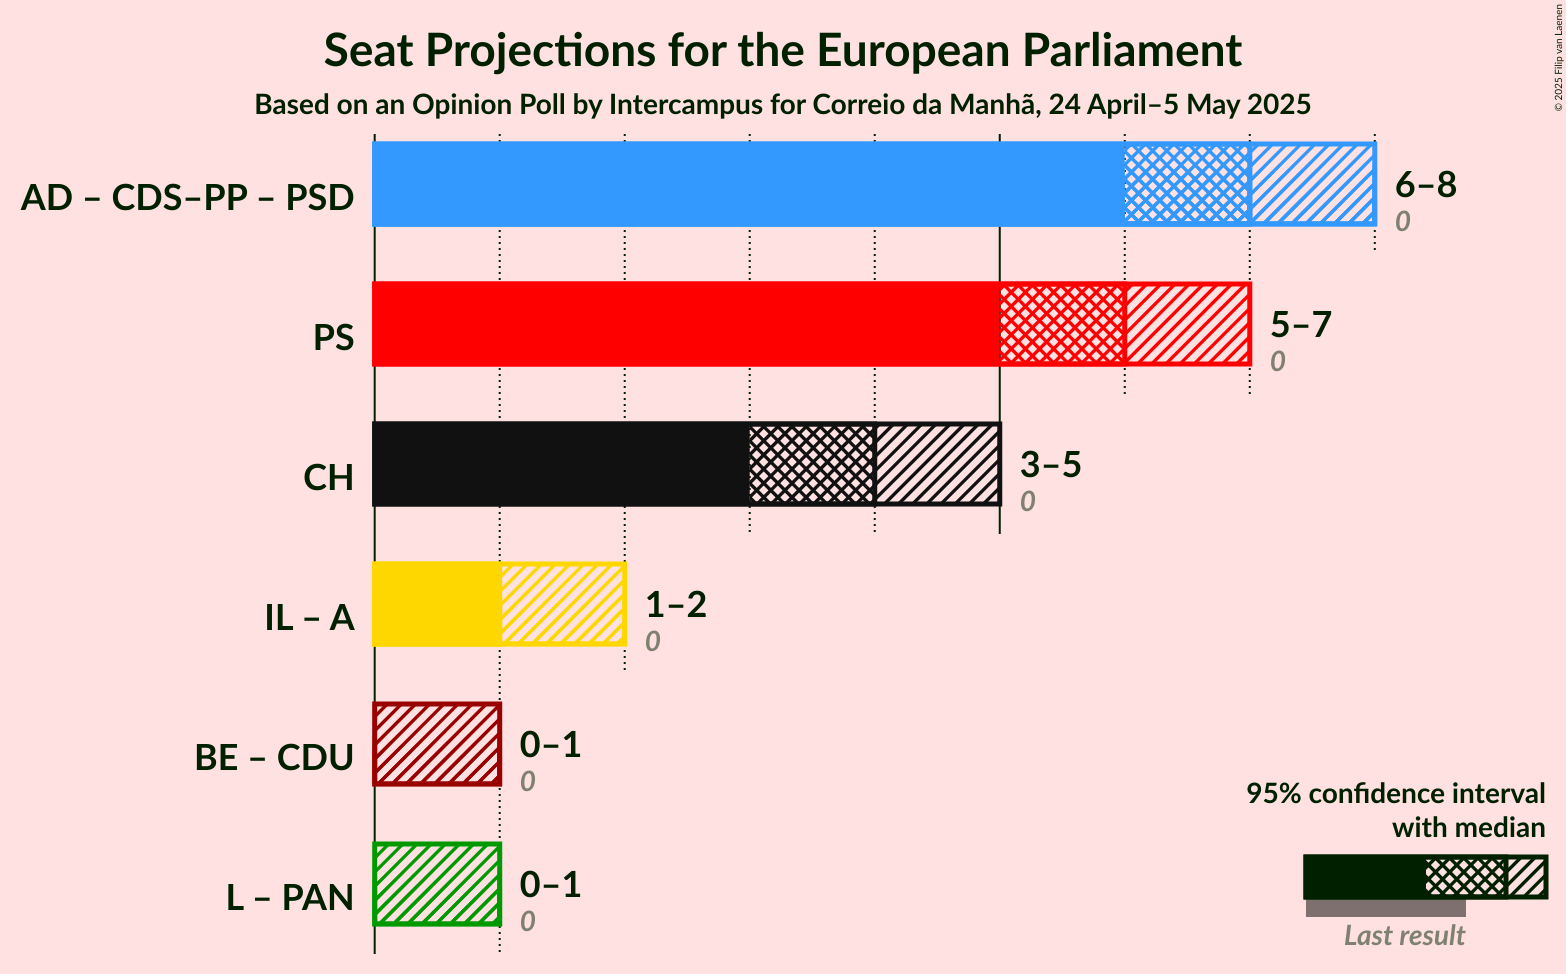 Seat Projections for the European Parliament
Based on an Opinion Poll by Intercampus for Correio da Manhã, 24 April–5 May 2025
© 2025 Filip van Laenen
AD – CDS–PP – PSD
6–8
0
PS
5–7
0
CH
3–5
0
IL – A
1–2
0
BE – CDU
0–1
0
L – PAN
0–1
0
95% confidence interval
with median
Last result